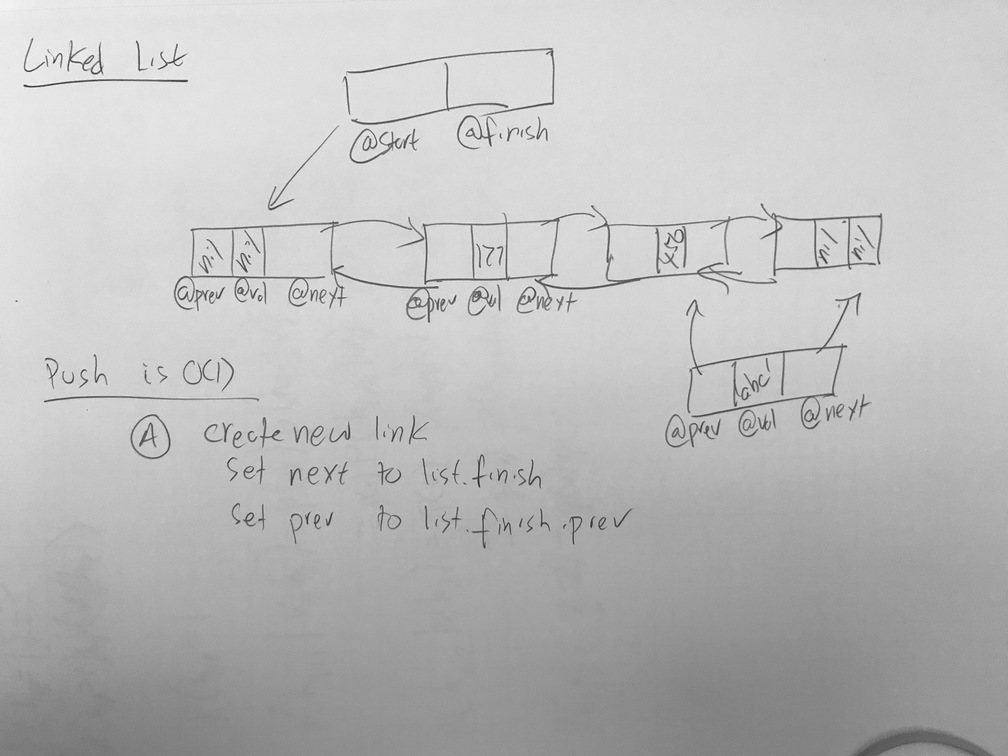 Linked List
@start @finish
nil nil 127 nil nil
@prev @val @next @prev @val @next
'abc'
@prev @val @next
Push is O(1)
A create new link
Set next to list.finish
Set prev to list.finish.prev